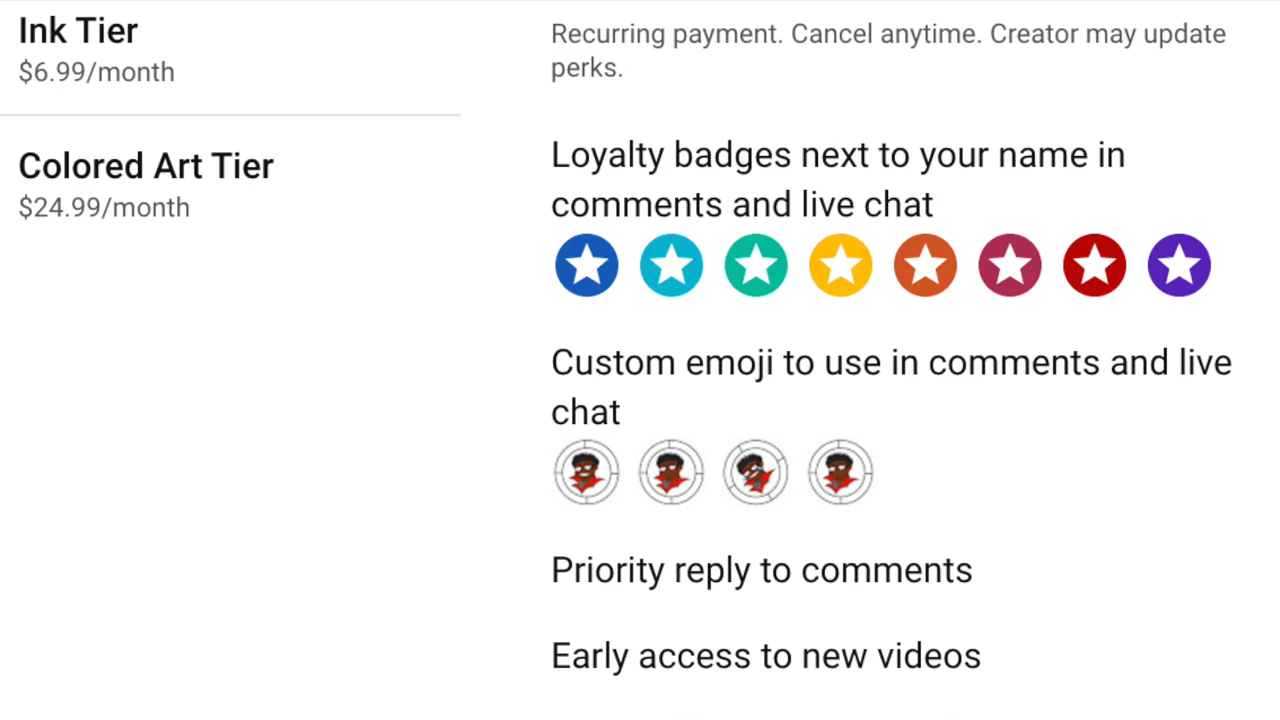 Ink Tier
$6.99/month
Colored Art Tier
$24.99/month
Recurring payment. Cancel anytime. Creator may update
perks.
Loyalty badges next to your name in
comments and live chat
Custom emoji to use in comments and live
chat
Priority reply to comments
Early access to new videos